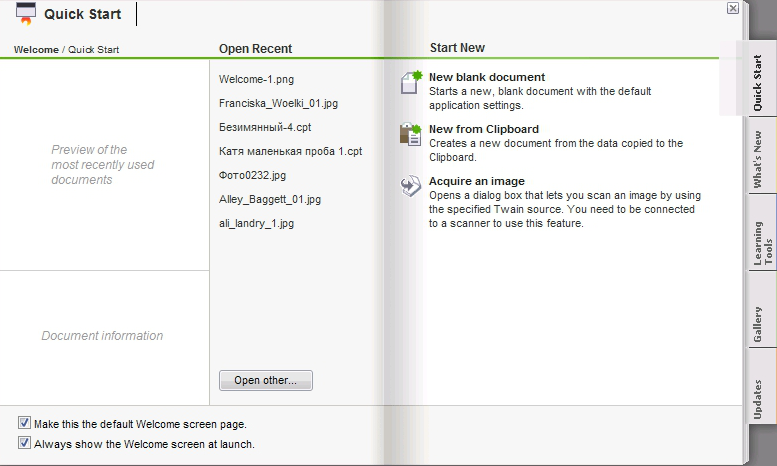 Quick Start
Welcome / Quick Start
Open Recent
Start New
Preview of the
most recently used
documents
Document information
Welcome-1.png
Franciska_Woelki_01.jpg
Безимянный-4.cpt
Катя маленькая проба 1.cpt
Фото0232.jpg
Alley_Baggett_01.jpg
ali_landry_1.jpg
Open other...
New blank document
Starts a new, blank document with the default
application settings.
New from Clipboard
Creates a new document from the data copied to the
Clipboard.
Acquire an image
Opens a dialog box that lets you scan an image by using
the specified Twain source. You need to be connected
to a scanner to use this feature.
Quick Start
What's New
Learning
Tools
Gallery
Updates
Make this the default Welcome screen page.
Always show the Welcome screen at launch.